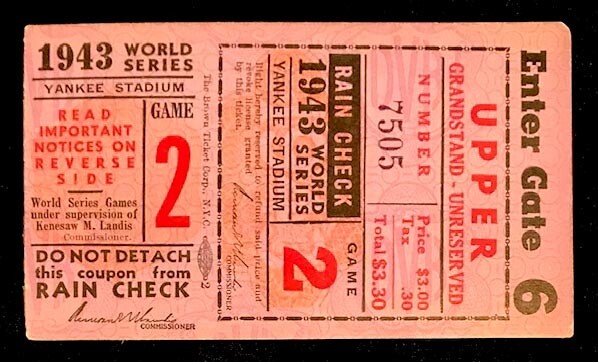 1943 WORLD SERIES
YANKEE STADIUM
READ
IMPORTANT
NOTICES ON
REVERSE
SIDE
World Series Games
under supervision of
Kenesaw M. Landis
Commissioner.
GAME
2
DO NOT DETACH
this coupon from
RAIN CHECK
COMMISSIONER
The Brown Ticket Corp., N.Y.C.
2
Right hereby reserved to refund said price and
revoke license granted
by this ticket.
COMMISSIONER
RAIN CHECK
1943 WORLD SERIES
YANKEE STADIUM
GAME
2
UPPER
GRANDSTAND - UNRESERVED
NUMBER
7505
Price $3.00
Tax .30
Total $3.30
Enter Gate 6